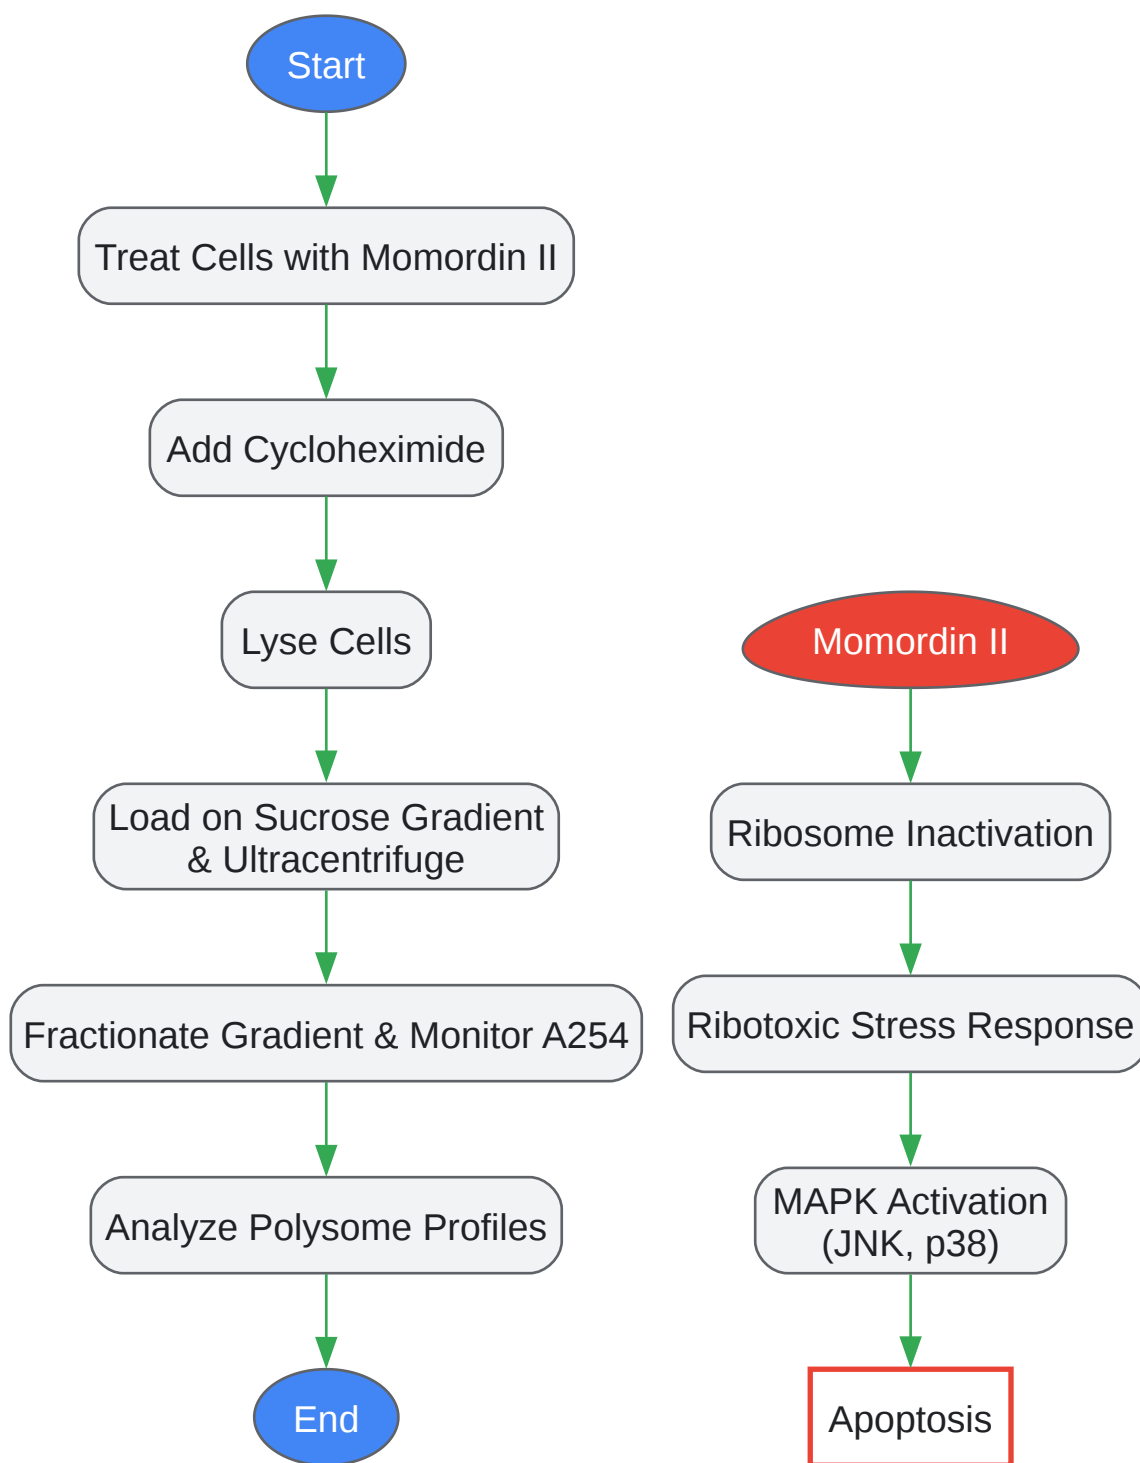 Start
Treat Cells with Momordin II
Add Cycloheximide
Lyse Cells
Load on Sucrose Gradient
& Ultracentrifuge
Fractionate Gradient & Monitor A254
Analyze Polysome Profiles
End
Momordin II
Ribosome Inactivation
Ribotoxic Stress Response
MAPK Activation
(JNK, p38)
Apoptosis